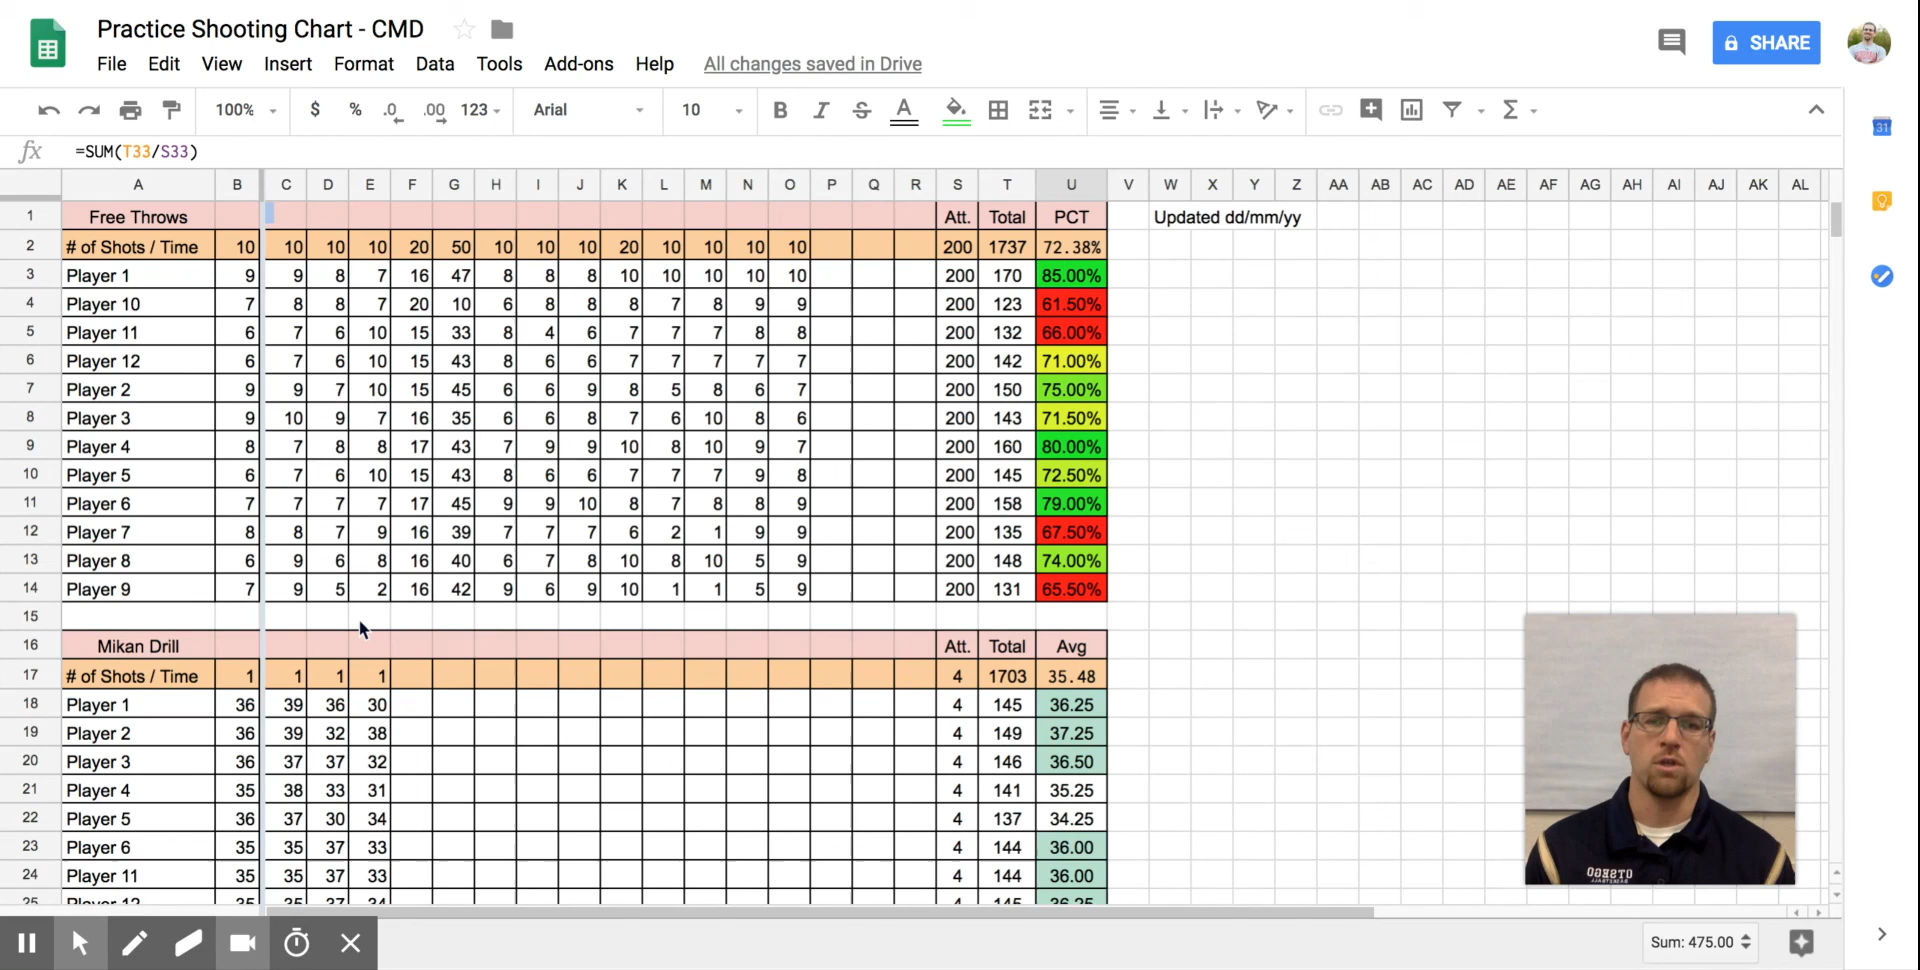 Practice Shooting Chart - CMD
File Edit View Insert Format Data Tools Add-ons Help All changes saved in Drive
SHARE
100% $ % .0 .00 123 Arial 10 B I S A Σ
31
fx =SUM(T33/S33)
A B C D E F G H I J K L M N O P Q R S T U V W X Y Z AA AB AC AD AE AF AG AH AI AJ AK AL
1 Free Throws Att. Total PCT Updated dd/mm/yy
2 # of Shots / Time 10 10 10 10 20 50 10 10 10 20 10 10 10 10 200 1737 72.38%
3 Player 1 9 9 8 7 16 47 8 8 8 10 10 10 10 10 200 170 85.00%
4 Player 10 7 8 8 7 20 10 6 8 8 8 7 8 9 9 200 123 61.50%
5 Player 11 6 7 6 10 15 33 8 4 6 7 7 7 8 8 200 132 66.00%
6 Player 12 6 7 6 10 15 43 8 6 6 7 7 7 7 7 200 142 71.00%
7 Player 2 9 9 7 10 15 45 6 6 9 8 5 8 6 7 200 150 75.00%
8 Player 3 9 10 9 7 16 35 6 6 8 7 6 10 8 6 200 143 71.50%
9 Player 4 8 7 8 8 17 43 7 9 9 10 8 10 9 7 200 160 80.00%
10 Player 5 6 7 6 10 15 43 8 6 6 7 7 7 9 8 200 145 72.50%
11 Player 6 7 7 7 7 17 45 9 9 10 8 7 8 8 9 200 158 79.00%
12 Player 7 8 8 7 9 16 39 7 7 7 6 2 1 9 9 200 135 67.50%
13 Player 8 6 9 6 8 16 40 6 7 8 10 8 10 5 9 200 148 74.00%
14 Player 9 7 9 5 2 16 42 9 6 9 10 1 1 5 9 200 131 65.50%
15
16 Mikan Drill Att. Total Avg
17 # of Shots / Time 1 1 1 1 4 1703 35.48
18 Player 1 36 39 36 30 4 145 36.25
19 Player 2 36 39 32 38 4 149 37.25
20 Player 3 36 37 37 32 4 146 36.50
21 Player 4 35 38 33 31 4 141 35.25
22 Player 5 36 37 30 34 4 137 34.25
23 Player 6 35 35 37 33 4 144 36.00
24 Player 11 35 35 37 33 4 144 36.00
25 Player 12 35 35 37 34 4 145 36.25
OTSEGO
BASKETBALL
Sum: 475.00